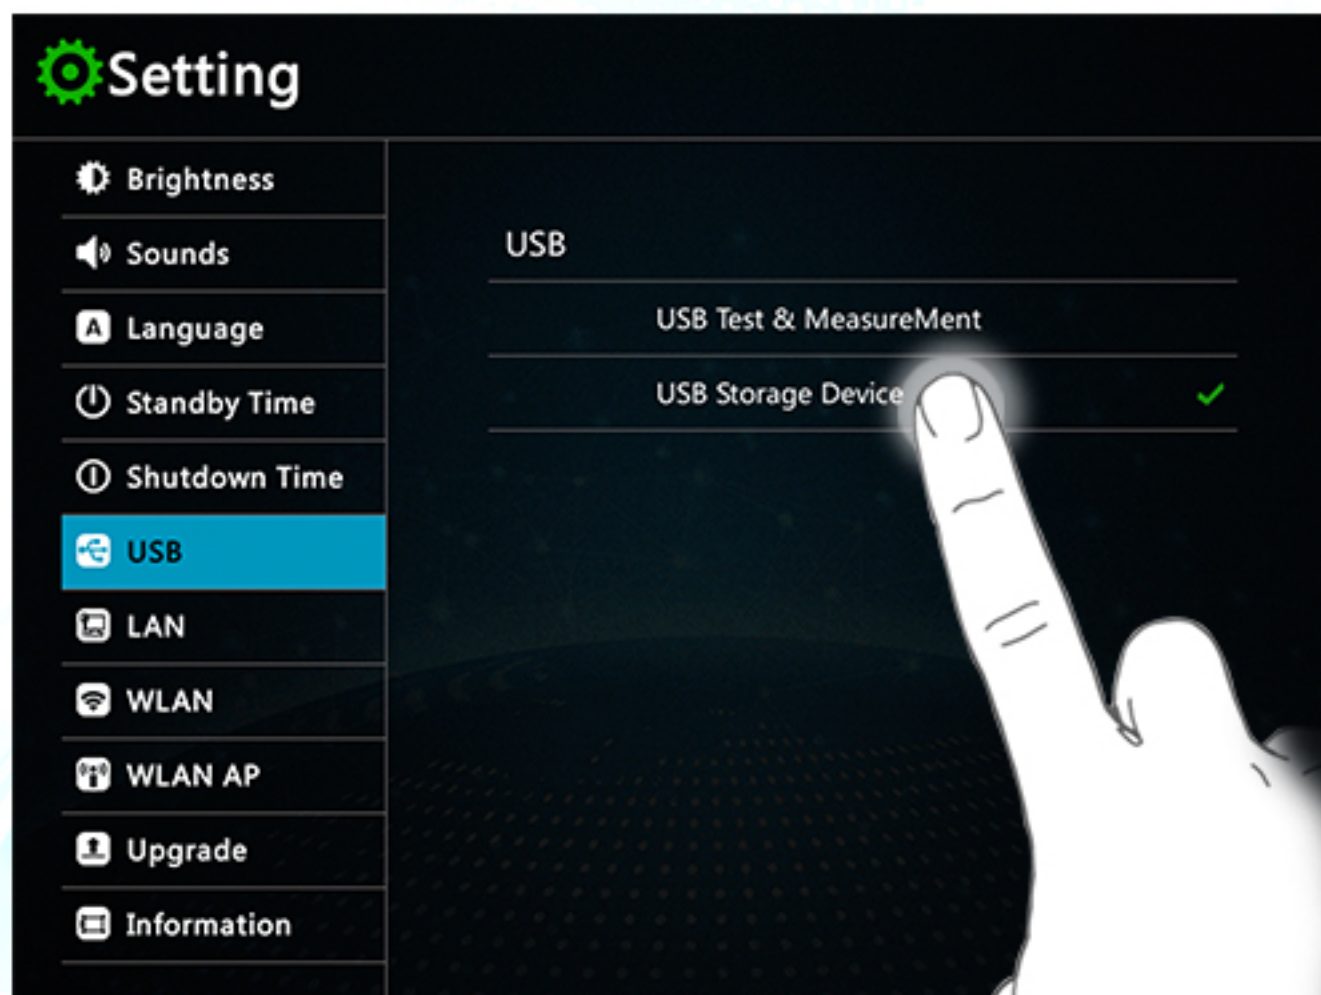 Setting
Brightness
Sounds
Language
Standby Time
Shutdown Time
USB
LAN
WLAN
WLAN AP
Upgrade
Information
USB
USB Test & MeasureMent
USB Storage Device